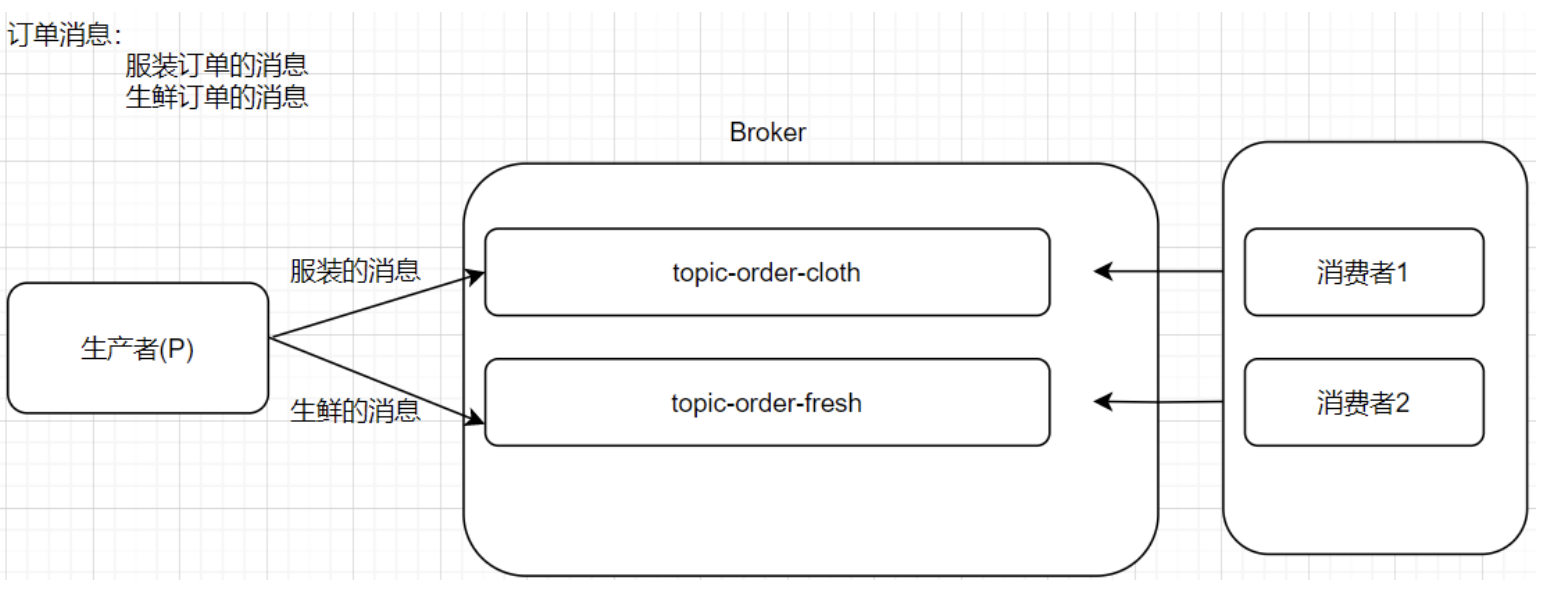 订单消息：
服装订单的消息
生鲜订单的消息
Broker
服装的消息
topic-order-cloth
消费者1
生产者(P)
生鲜的消息
topic-order-fresh
消费者2